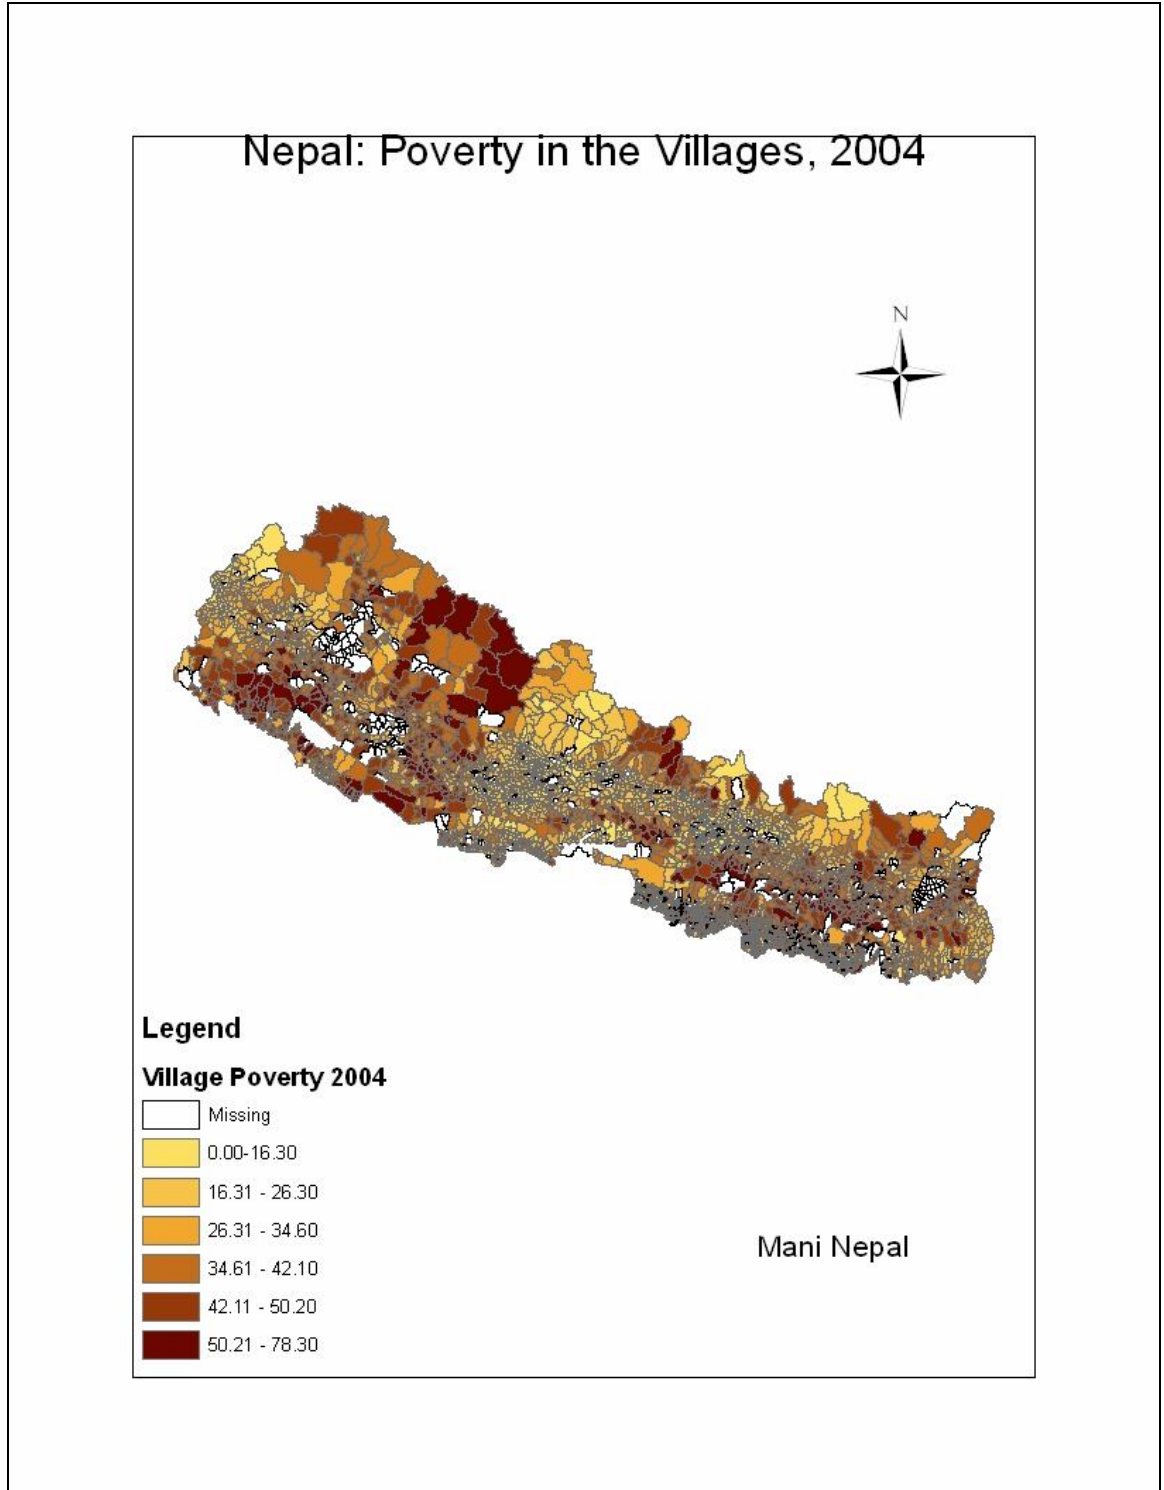 Nepal: Poverty in the Villages, 2004
N
Legend
Village Poverty 2004
Missing
0.00-16.30
16.31 - 26.30
26.31 - 34.60
34.61 - 42.10
42.11 - 50.20
50.21 - 78.30
Mani Nepal